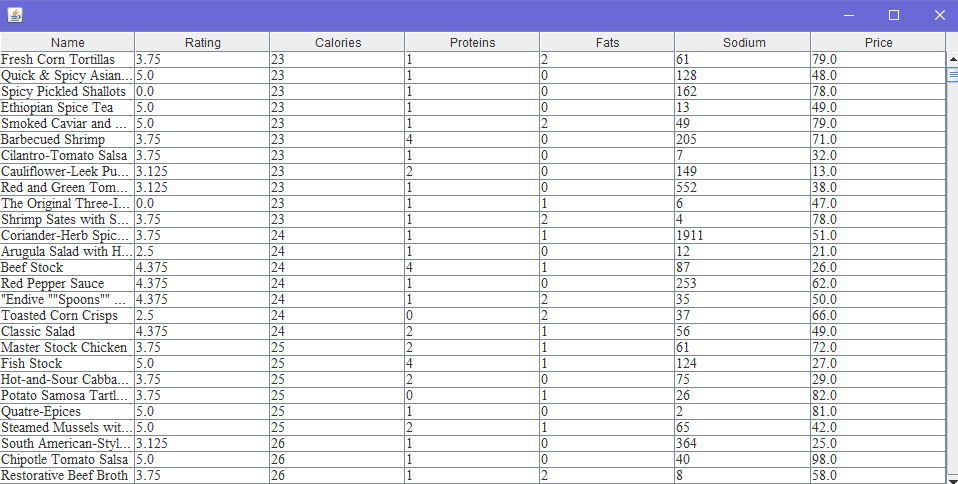 Name Rating Calories Proteins Fats Sodium Price
Fresh Corn Tortillas 3.75 23 1 2 61 79.0
Quick & Spicy Asian... 5.0 23 1 0 128 48.0
Spicy Pickled Shallots 0.0 23 1 0 162 78.0
Ethiopian Spice Tea 5.0 23 1 0 13 49.0
Smoked Caviar and ... 5.0 23 1 2 49 79.0
Barbecued Shrimp 3.75 23 4 0 205 71.0
Cilantro-Tomato Salsa 3.75 23 1 0 7 32.0
Cauliflower-Leek Pu... 3.125 23 2 0 149 13.0
Red and Green Tom... 3.125 23 1 0 552 38.0
The Original Three-I... 0.0 23 1 1 6 47.0
Shrimp Sates with S... 3.75 23 1 2 4 78.0
Coriander-Herb Spic... 3.75 24 1 1 1911 51.0
Arugula Salad with H... 2.5 24 1 0 12 21.0
Beef Stock 4.375 24 4 1 87 26.0
Red Pepper Sauce 4.375 24 1 0 253 62.0
"Endive ""Spoons"" ... 4.375 24 1 2 35 50.0
Toasted Corn Crisps 2.5 24 0 2 37 66.0
Classic Salad 4.375 24 2 1 56 49.0
Master Stock Chicken 3.75 25 2 1 61 72.0
Fish Stock 5.0 25 4 1 124 27.0
Hot-and-Sour Cabba... 3.75 25 2 0 75 29.0
Potato Samosa Tartl... 3.75 25 0 1 26 82.0
Quatre-Épices 5.0 25 1 0 2 81.0
Steamed Mussels wit... 5.0 25 2 1 65 42.0
South American-Styl... 3.125 26 1 0 364 25.0
Chipotle Tomato Salsa 5.0 26 1 0 40 98.0
Restorative Beef Broth 3.75 26 1 2 8 58.0